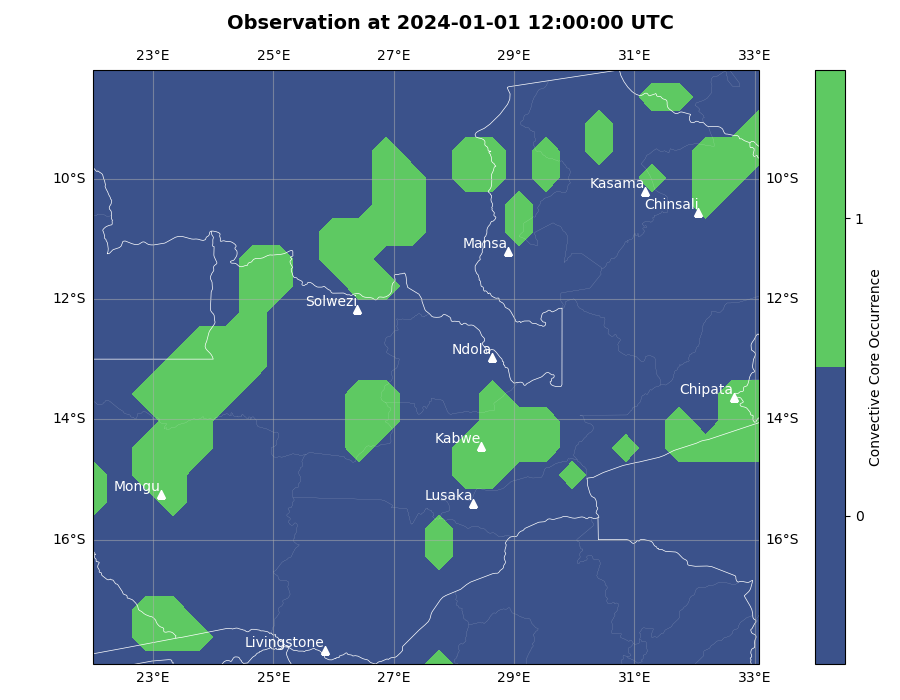 Observation at 2024-01-01 12:00:00 UTC
23°E 25°E 27°E 29°E 31°E 33°E
10°S 10°S
Kasama
Chinsali
Mansa
12°S 12°S
Solwezi
Ndola
Chipata
14°S 14°S
Kabwe
Mongu
Lusaka
16°S 16°S
Livingstone
23°E 25°E 27°E 29°E 31°E 33°E
1
0
Convective Core Occurrence